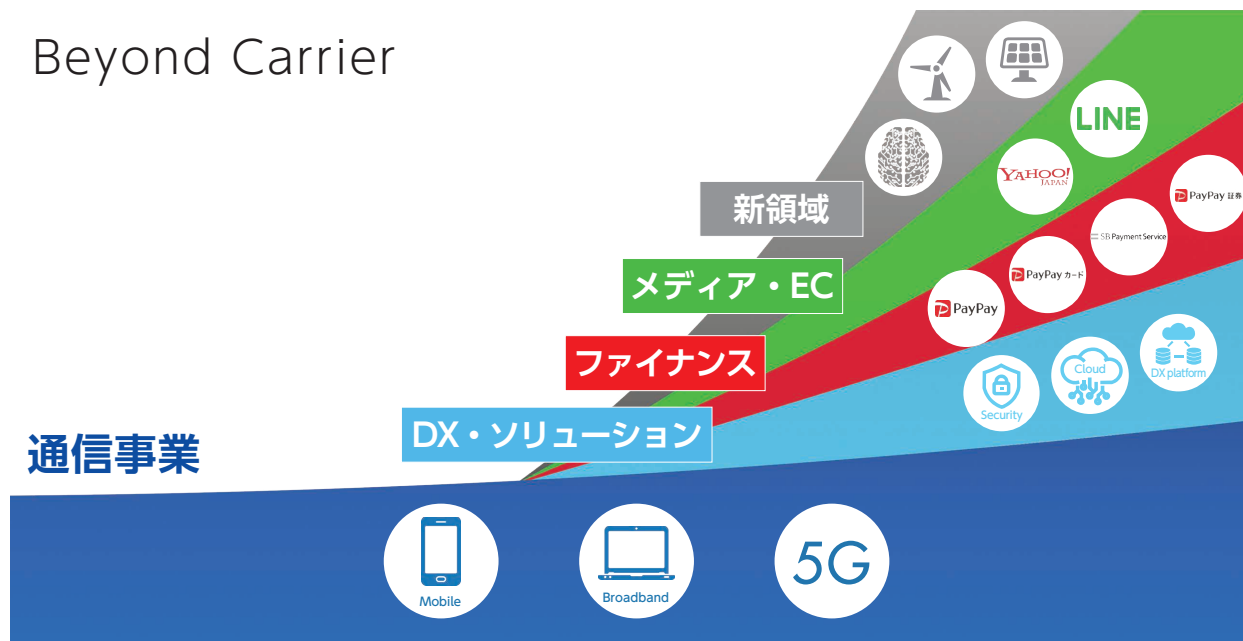 Beyond Carrier
新領域
LINE
YAHOO!
JAPAN
メディア・EC
PayPay 証券
SB Payment Service
PayPay カード
PayPay
ファイナンス
DX・ソリューション
Security
Cloud
DX platform
通信事業
Mobile
Broadband
5G